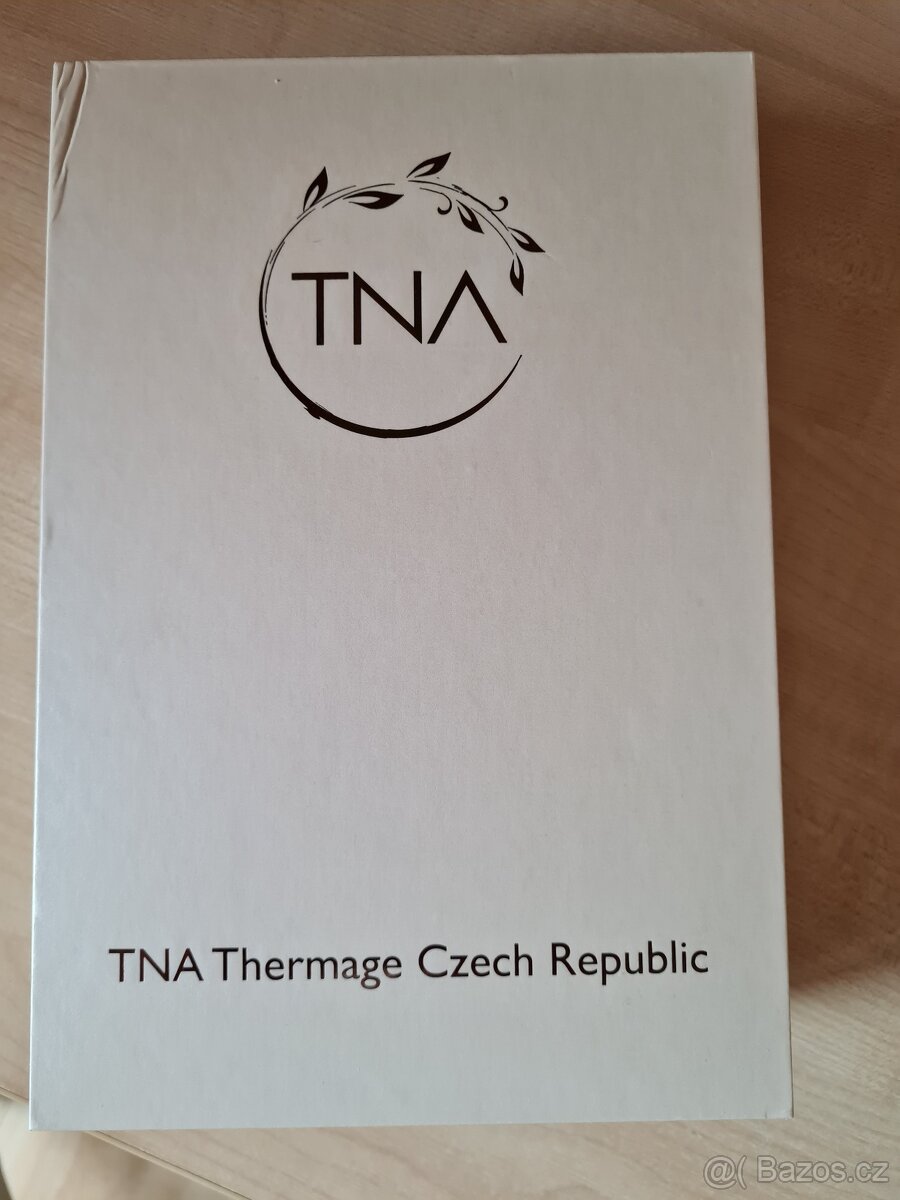 TNA
TNA Thermage Czech Republic
@( Bazos.cz